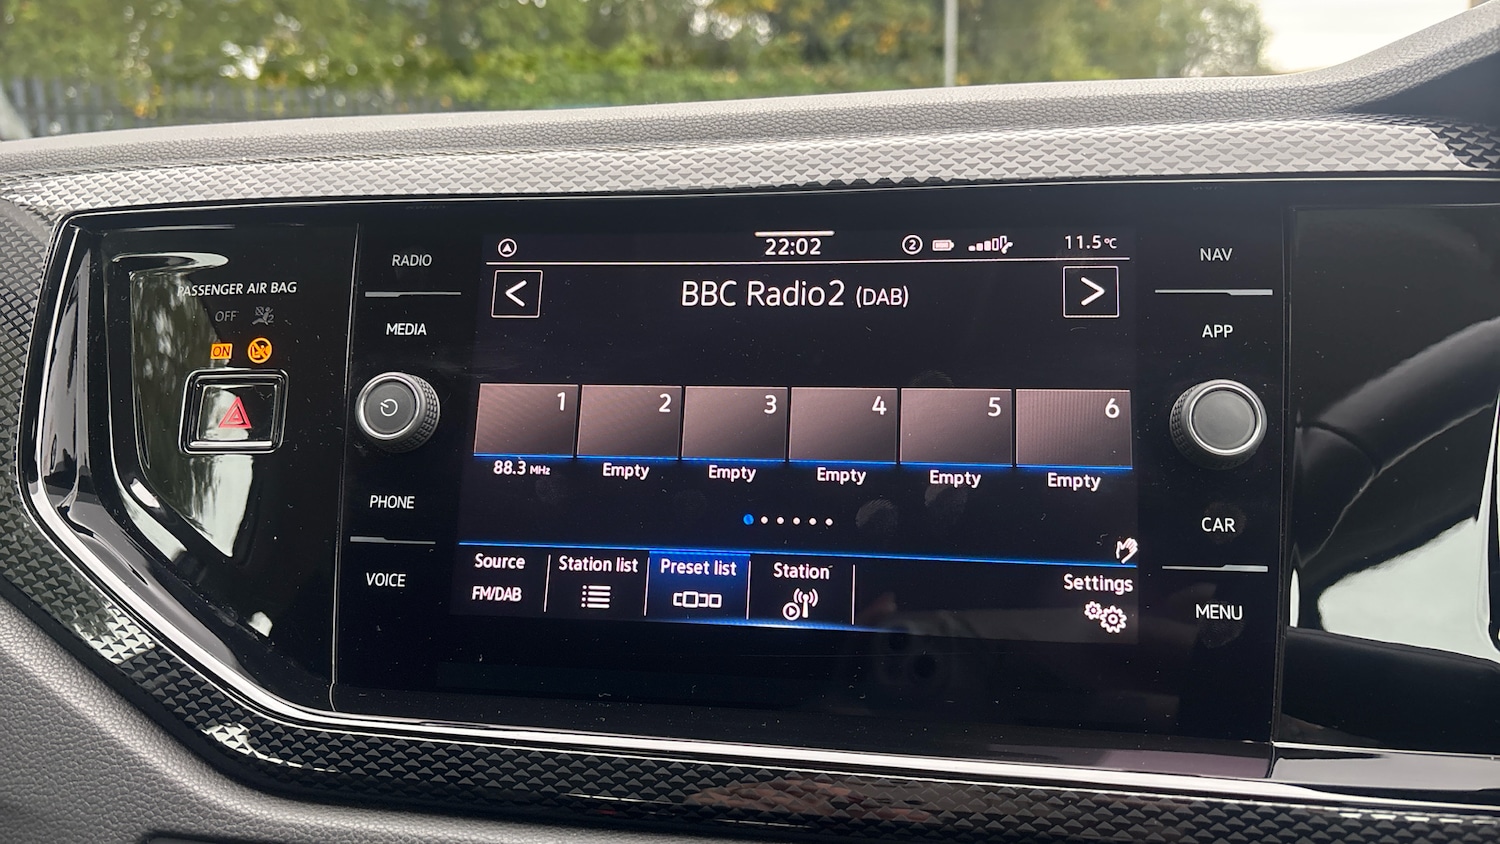 PASSENGER AIR BAG
OFF 2
ON
RADIO
MEDIA
PHONE
VOICE
22:02
2
11.5°C
<
BBC Radio2 (DAB)
>
1 2 3 4 5 6
88.3 MHz Empty Empty Empty Empty Empty
Source
FM/DAB
Station list
Preset list
Station
Settings
NAV
APP
CAR
MENU